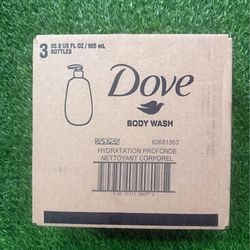 3 30.6 US FL OZ / 905 mL
BOTTLES
Dove
BODY WASH
62681563
HYDRATATION PROFONDE
NETTOYANT CORPOREL